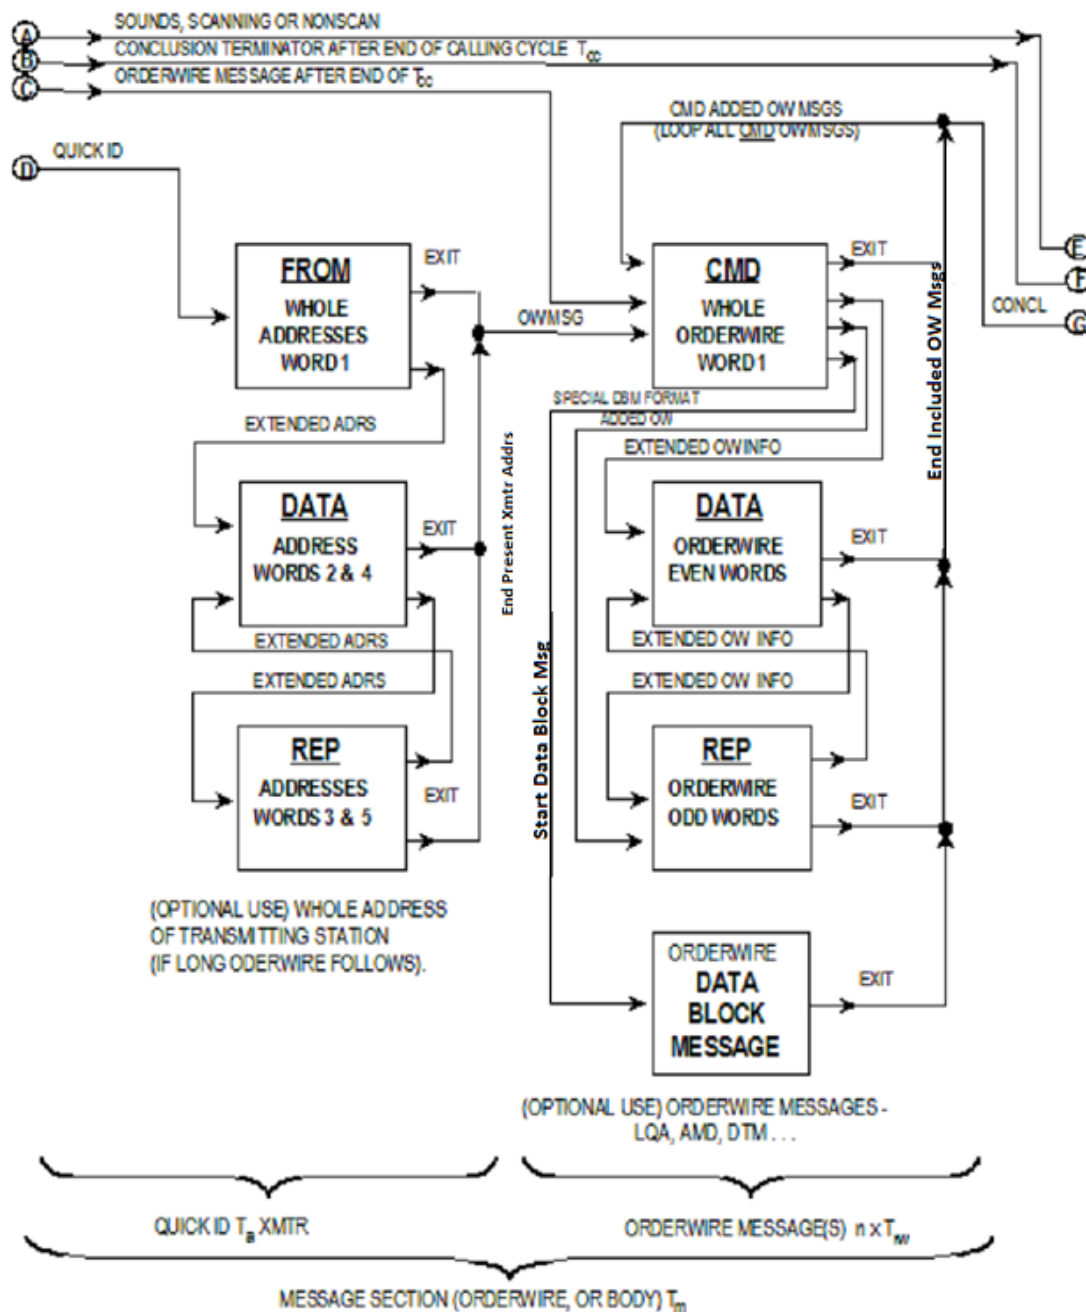 A SOUNDS, SCANNING OR NONSCAN
B CONCLUSION TERMINATOR AFTER END OF CALLING CYCLE Tcc
C ORDERWIRE MESSAGE AFTER END OF Tcc
CMD ADDED OW MSGS
(LOOP ALL CMD OWMSGS)
D QUICK ID
E
F
CONCL
G
FROM
WHOLE
ADDRESSES
WORD 1
EXIT
OWMSG
CMD
WHOLE
ORDERWIRE
WORD 1
EXIT
End Included OW Msgs
SPECIAL DBM FORMAT
ADDED OW
EXTENDED ADRS
EXTENDED OW INFO
End Present Xmtr Addrs
DATA
ADDRESS
WORDS 2 & 4
EXIT
DATA
ORDERWIRE
EVEN WORDS
EXIT
EXTENDED ADRS
EXTENDED ADRS
EXTENDED OW INFO
EXTENDED OW INFO
Start Data Block Msg
REP
ADDRESSES
WORDS 3 & 5
EXIT
REP
ORDERWIRE
ODD WORDS
EXIT
(OPTIONAL USE) WHOLE ADDRESS
OF TRANSMITTING STATION
(IF LONG ODERWIRE FOLLOWS).
ORDERWIRE
DATA
BLOCK
MESSAGE
EXIT
(OPTIONAL USE) ORDERWIRE MESSAGES -
LQA, AMD, DTM . . .
QUICK ID Ta XMTR
ORDERWIRE MESSAGE(S) n x Trw
MESSAGE SECTION (ORDERWIRE, OR BODY) Tm